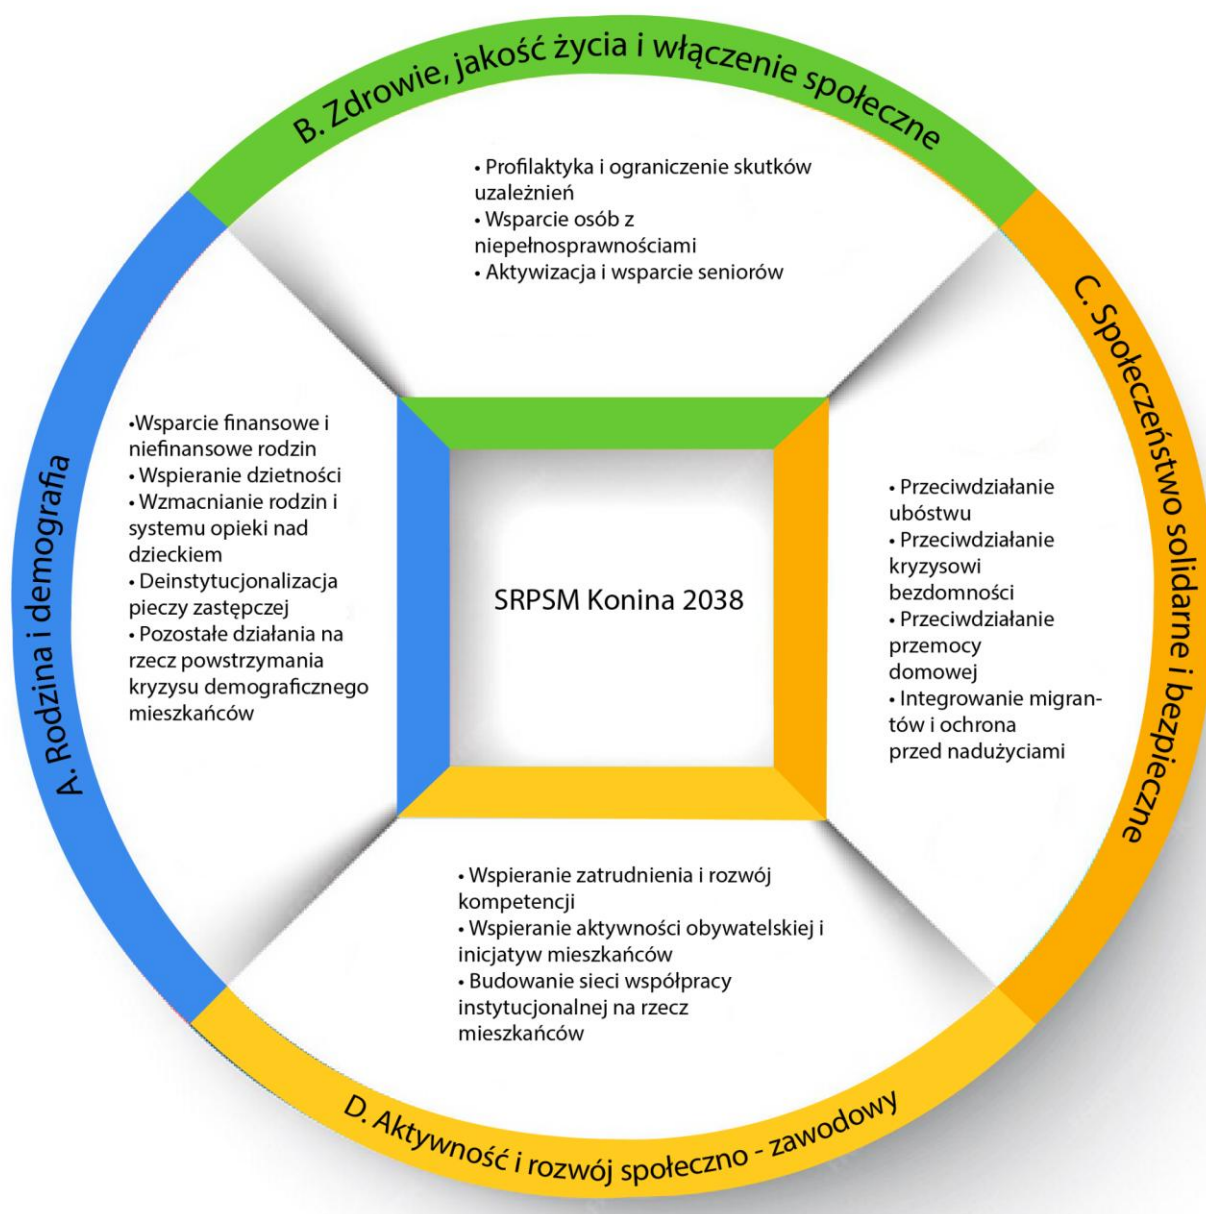 B. Zdrowie, jakość życia i włączenie społeczne
• Profilaktyka i ograniczenie skutków
uzależnień
• Wsparcie osób z
niepełnosprawnościami
• Aktywizacja i wsparcie seniorów
A. Rodzina i demografia
•Wsparcie finansowe i
niefinansowe rodzin
• Wspieranie dzietności
• Wzmacnianie rodzin i
systemu opieki nad
dzieckiem
• Deinstytucjonalizacja
pieczy zastępczej
• Pozostałe działania na
rzecz powstrzymania
kryzysu demograficznego
mieszkańców
SRPSM Konina 2038
C. Społeczeństwo solidarne i bezpieczne
• Przeciwdziałanie
ubóstwu
• Przeciwdziałanie
kryzysowi
bezdomności
• Przeciwdziałanie
przemocy
domowej
• Integrowanie migran-
tów i ochrona
przed nadużyciami
• Wspieranie zatrudnienia i rozwój
kompetencji
• Wspieranie aktywności obywatelskiej i
inicjatyw mieszkańców
• Budowanie sieci współpracy
instytucjonalnej na rzecz
mieszkańców
D. Aktywność i rozwój społeczno - zawodowy